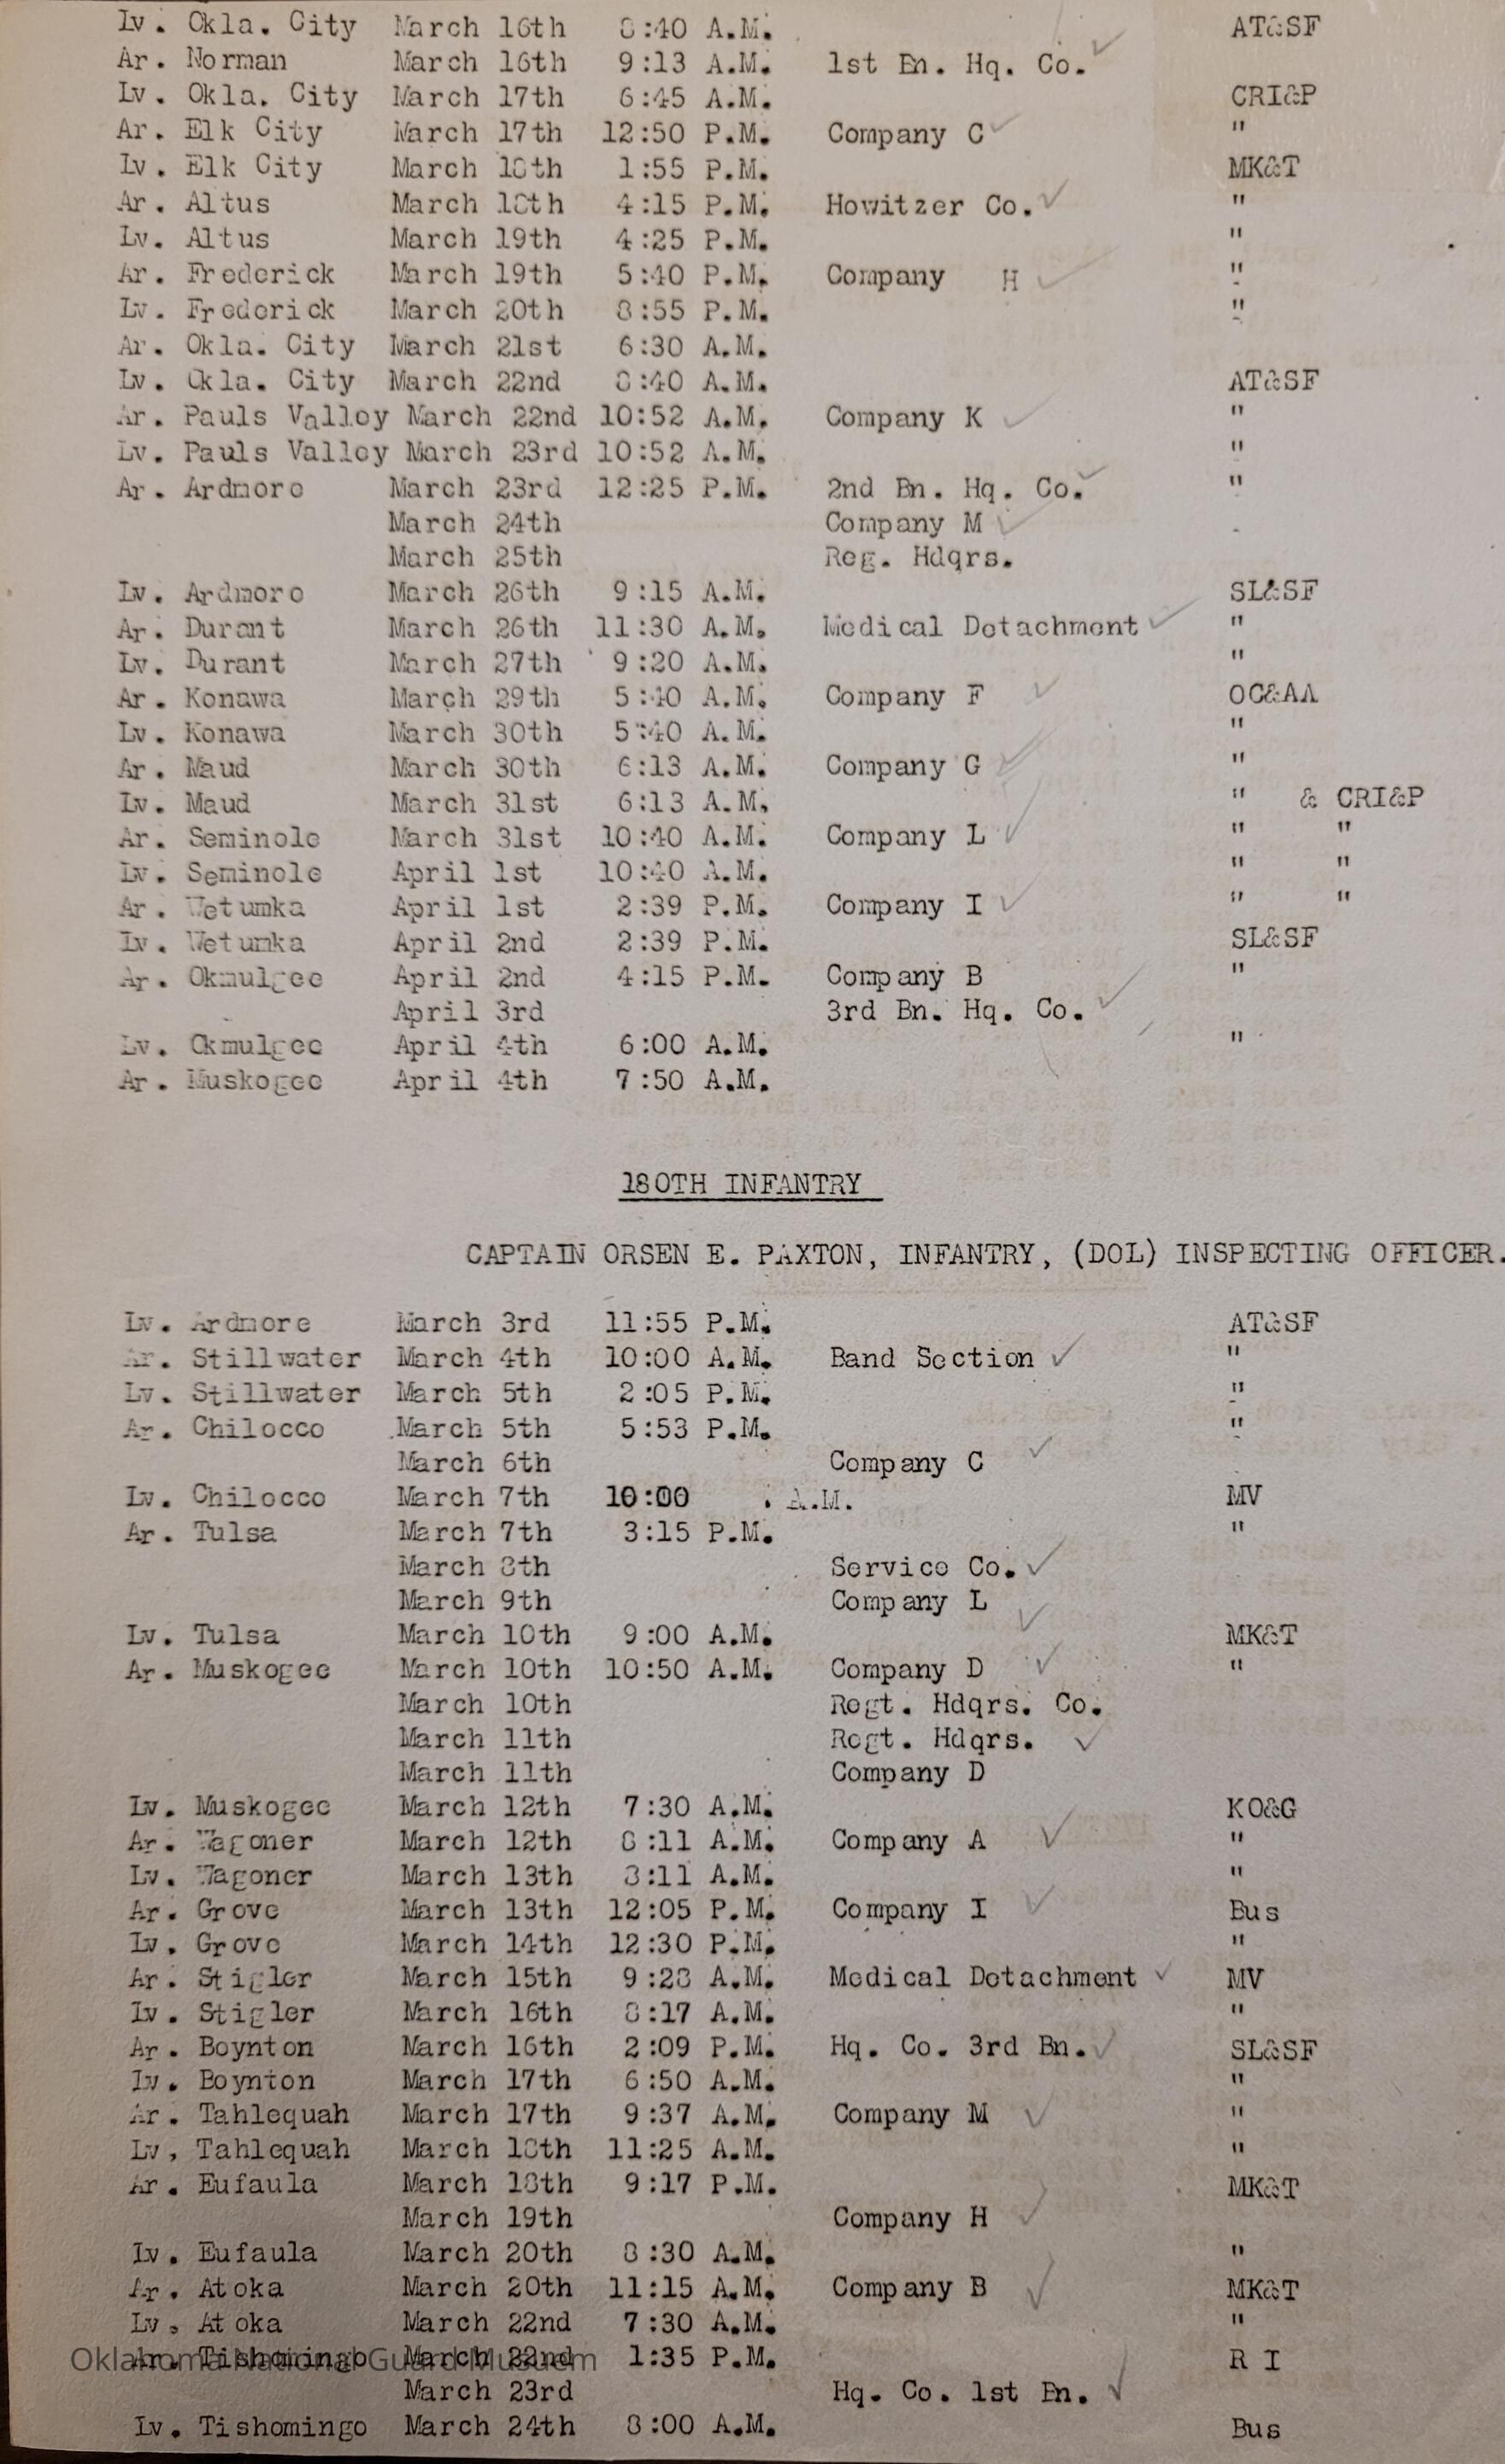 Lv. Okla. City March 16th 8:40 A.M. AT&SF
Ar. Norman March 16th 9:13 A.M. 1st Bn. Hq. Co.
Lv. Okla. City March 17th 6:45 A.M. CRI&P
Ar. Elk City March 17th 12:50 P.M. Company C "
Lv. Elk City March 18th 1:55 P.M. MK&T
Ar. Altus March 18th 4:15 P.M. Howitzer Co. "
Lv. Altus March 19th 4:25 P.M. "
Ar. Frederick March 19th 5:40 P.M. Company H "
Lv. Frederick March 20th 8:55 P.M. "
Ar. Okla. City March 21st 6:30 A.M.
Lv. Okla. City March 22nd 8:40 A.M. AT&SF
Ar. Pauls Valley March 22nd 10:52 A.M. Company K "
Lv. Pauls Valley March 23rd 10:52 A.M. "
Ar. Ardmore March 23rd 12:25 P.M. 2nd Bn. Hq. Co. "
March 24th Company M
March 25th Reg. Hdqrs.
Lv. Ardmore March 26th 9:15 A.M. SL&SF
Ar. Durant March 26th 11:30 A.M. Medical Detachment "
Lv. Durant March 27th 9:20 A.M. "
Ar. Konawa March 29th 5:40 A.M. Company F OC&AA
Lv. Konawa March 30th 5:40 A.M. "
Ar. Maud March 30th 6:13 A.M. Company G "
Lv. Maud March 31st 6:13 A.M. " & CRI&P
Ar. Seminole March 31st 10:40 A.M. Company L " "
Lv. Seminole April 1st 10:40 A.M. " "
Ar. Wetumka April 1st 2:39 P.M. Company I " "
Lv. Wetumka April 2nd 2:39 P.M. SL&SF
Ar. Okmulgee April 2nd 4:15 P.M. Company B "
April 3rd 3rd Bn. Hq. Co.
Lv. Okmulgee April 4th 6:00 A.M. "
Ar. Muskogee April 4th 7:50 A.M.
180TH INFANTRY
CAPTAIN ORSEN E. PAXTON, INFANTRY, (DOL) INSPECTING OFFICER.
Lv. Ardmore March 3rd 11:55 P.M. AT&SF
Ar. Stillwater March 4th 10:00 A.M. Band Section "
Lv. Stillwater March 5th 2:05 P.M. "
Ar. Chilocco March 5th 5:53 P.M. "
March 6th Company C
Lv. Chilocco March 7th 10:00 . A.M. MV
Ar. Tulsa March 7th 3:15 P.M. "
March 8th Service Co.
March 9th Company L
Lv. Tulsa March 10th 9:00 A.M. MK&T
Ar. Muskogee March 10th 10:50 A.M. Company D "
March 10th Regt. Hdqrs. Co.
March 11th Regt. Hdqrs.
March 11th Company D
Lv. Muskogee March 12th 7:30 A.M. KO&G
Ar. Wagoner March 12th 8:11 A.M. Company A "
Lv. Wagoner March 13th 8:11 A.M. "
Ar. Grove March 13th 12:05 P.M. Company I Bus
Lv. Grove March 14th 12:30 P.M. "
Ar. Stigler March 15th 9:28 A.M. Medical Detachment MV
Lv. Stigler March 16th 8:17 A.M. "
Ar. Boynton March 16th 2:09 P.M. Hq. Co. 3rd Bn. SL&SF
Lv. Boynton March 17th 6:50 A.M. "
Ar. Tahlequah March 17th 9:37 A.M. Company M "
Lv, Tahlequah March 18th 11:25 A.M. "
Ar. Eufaula March 18th 9:17 P.M. MK&T
March 19th Company H
Lv. Eufaula March 20th 8:30 A.M. "
Ar. Atoka March 20th 11:15 A.M. Company B MK&T
Lv. Atoka March 22nd 7:30 A.M. "
Ar. Tishomingo March 22nd 1:35 P.M. R I
Oklahoma National Guard Musuem
March 23rd Hq. Co. 1st Bn.
Lv. Tishomingo March 24th 8:00 A.M. Bus